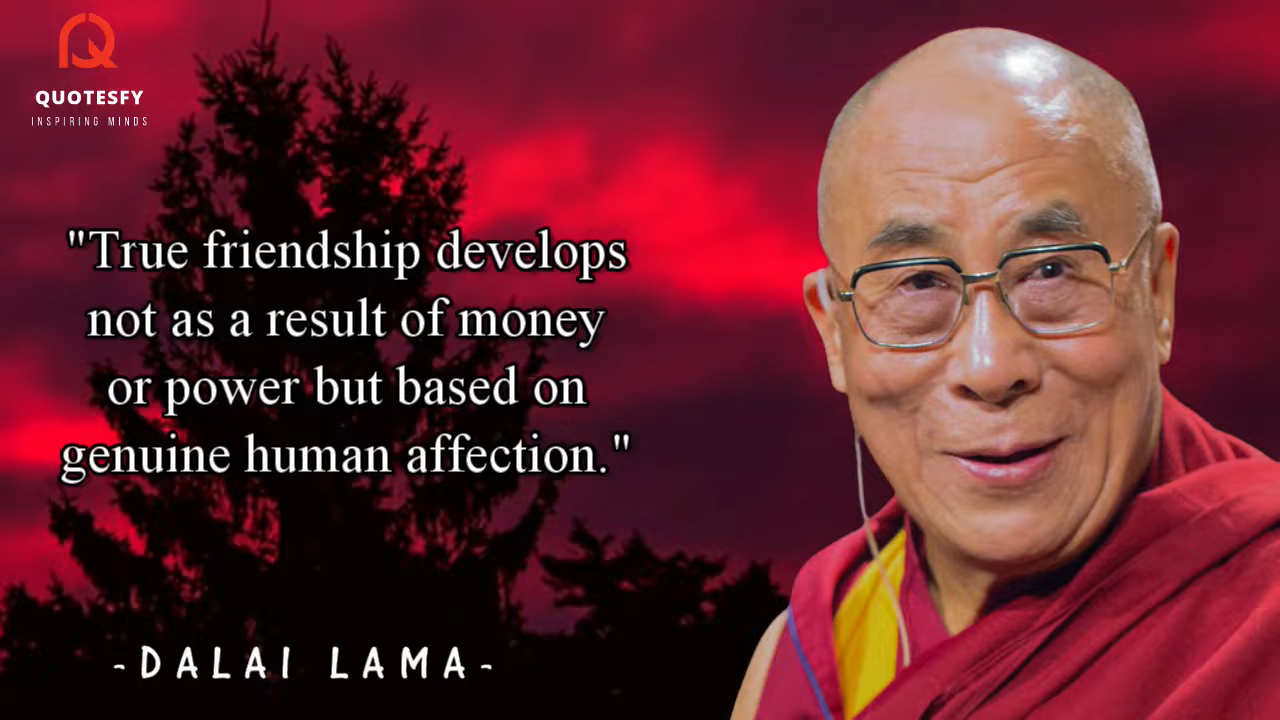 QUOTESFY
INSPIRING MINDS
"True friendship develops
not as a result of money
or power but based on
genuine human affection."
-DALAI LAMA-